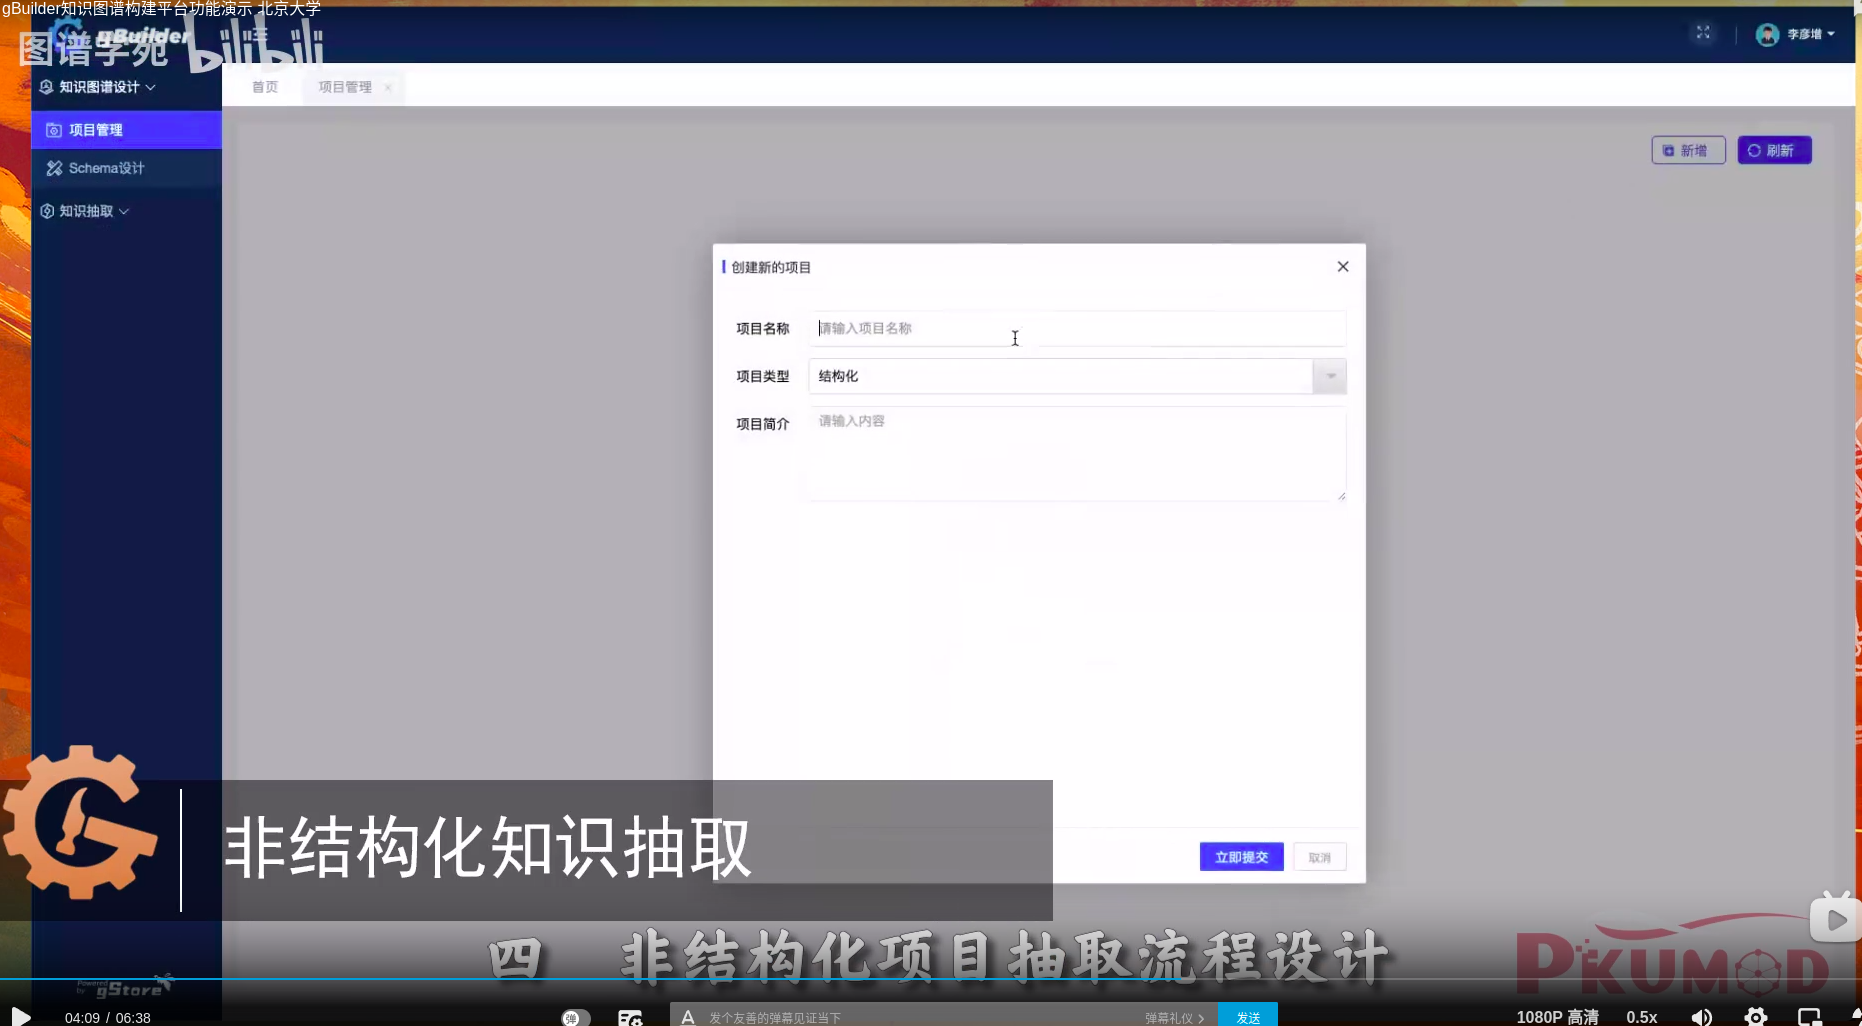 gBuilder知识图谱构建平台功能演示 北京大学
图谱学苑 bilibili
gBuilder
李彦增
知识图谱设计
首页
项目管理
项目管理
Schema设计
知识抽取
新增
刷新
创建新的项目
项目名称
请输入项目名称
项目类型
结构化
项目简介
请输入内容
立即提交
取消
非结构化知识抽取
四 非结构化项目抽取流程设计
PKUMOD
Powered by gStore
04:09 / 06:38
弹
发个友善的弹幕见证当下
弹幕礼仪
发送
1080P 高清
0.5x